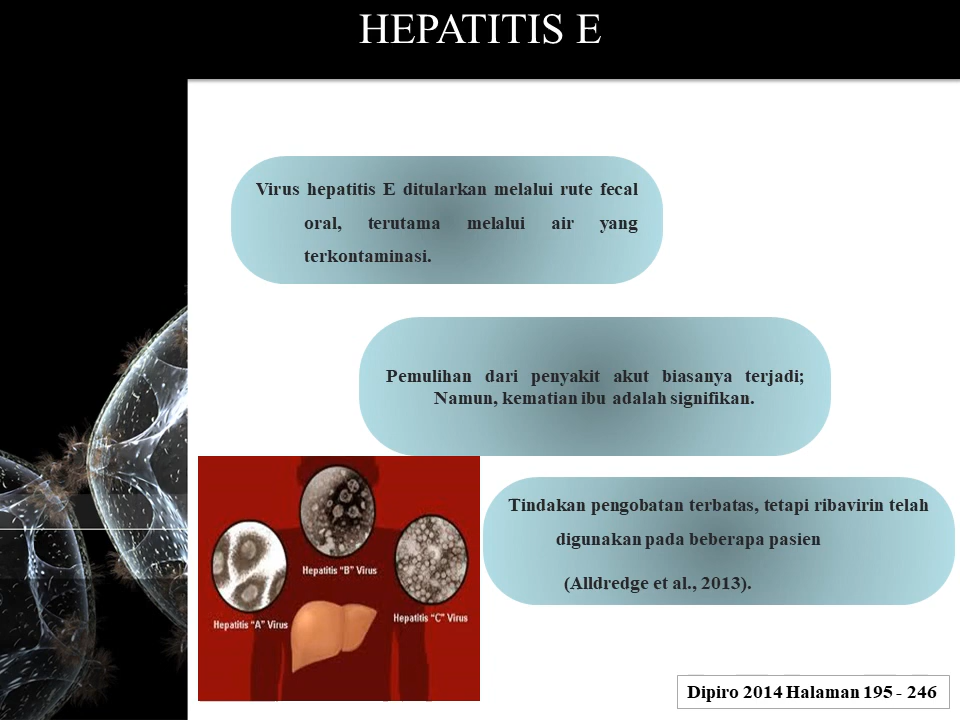 HEPATITIS E
Virus hepatitis E ditularkan melalui rute fecal
oral, terutama melalui air yang
terkontaminasi.
Pemulihan dari penyakit akut biasanya terjadi;
Namun, kematian ibu adalah signifikan.
Tindakan pengobatan terbatas, tetapi ribavirin telah
digunakan pada beberapa pasien
(Alldredge et al., 2013).
Hepatitis "B" Virus
Hepatitis "A" Virus
Hepatitis "C" Virus
Dipiro 2014 Halaman 195 - 246